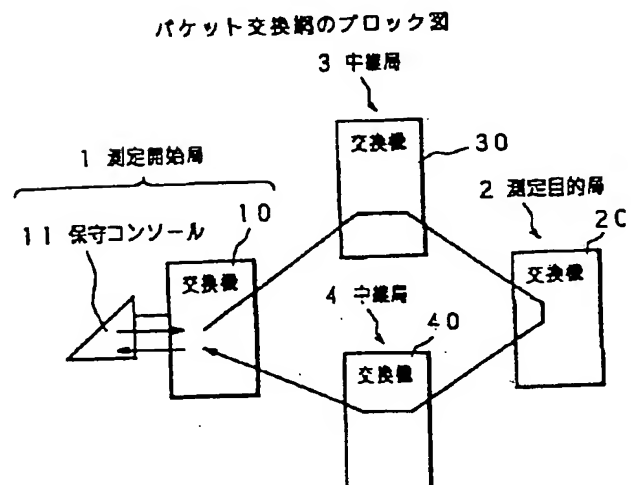 パケット交換網のブロック図
3 中継局
交換機
30
1 測定開始局
2 測定目的局
11 保守コンソール
10
20
交換機
交換機
4 中継局
40
交換機